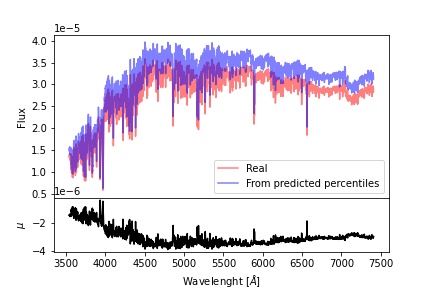 1e−5
4.0
3.5
3.0
2.5
2.0
1.5
1.0
0.5
Flux
Real
From predicted percentiles
1e−6
−2
−4
μ
3500 4000 4500 5000 5500 6000 6500 7000 7500
Wavelenght [Å]